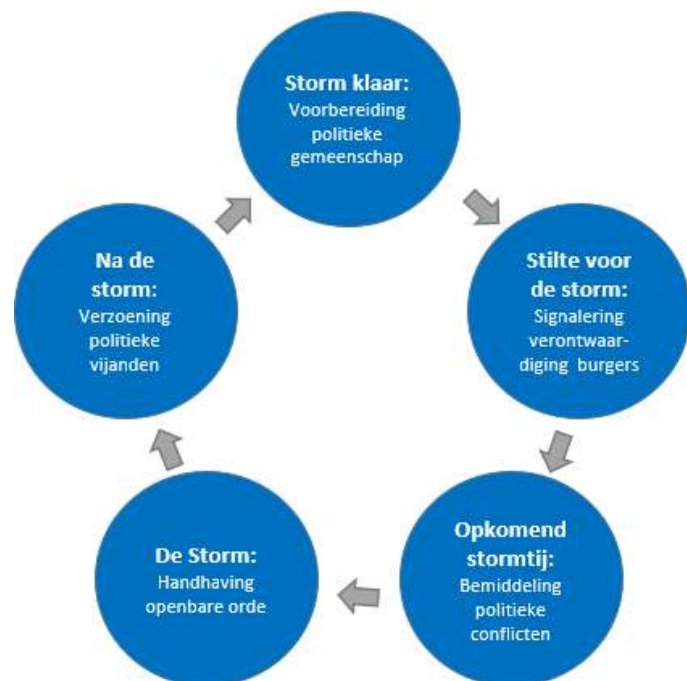 Storm klaar:
Voorbereiding
politieke
gemeenschap
Stilte voor
de storm:
Signalering
verontwaar-
diging burgers
Opkomend
stormtij:
Bemiddeling
politieke
conflicten
De Storm:
Handhaving
openbare orde
Na de
storm:
Verzoening
politieke
vijanden